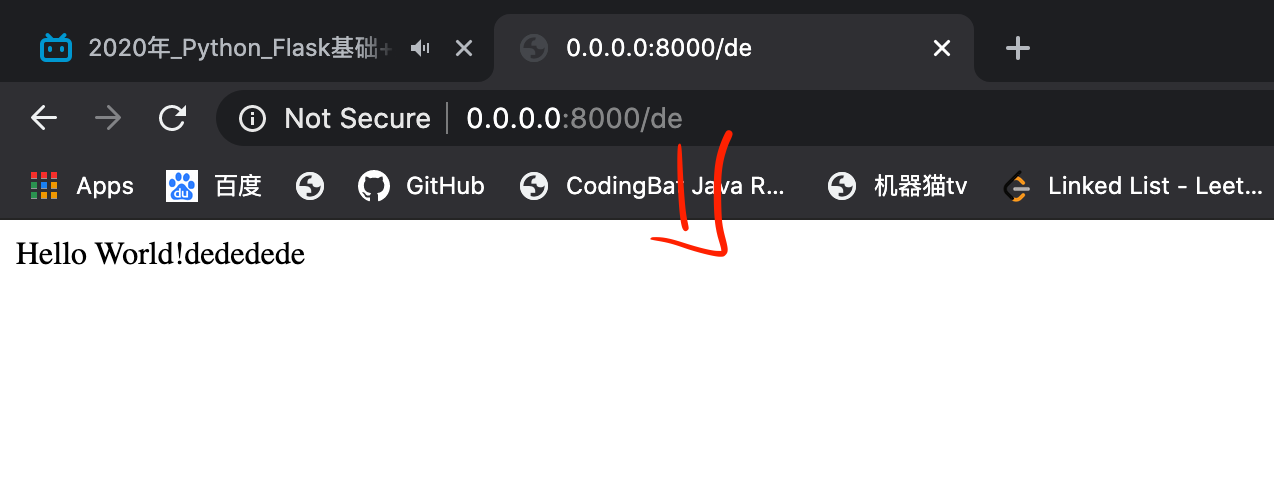 2020年_Python_Flask基础+ 0.0.0.0:8000/de
Not Secure 0.0.0.0:8000/de
Apps du 百度 GitHub CodingBat Java R... 机器猫tv Linked List - Leet...
Hello World!dededede